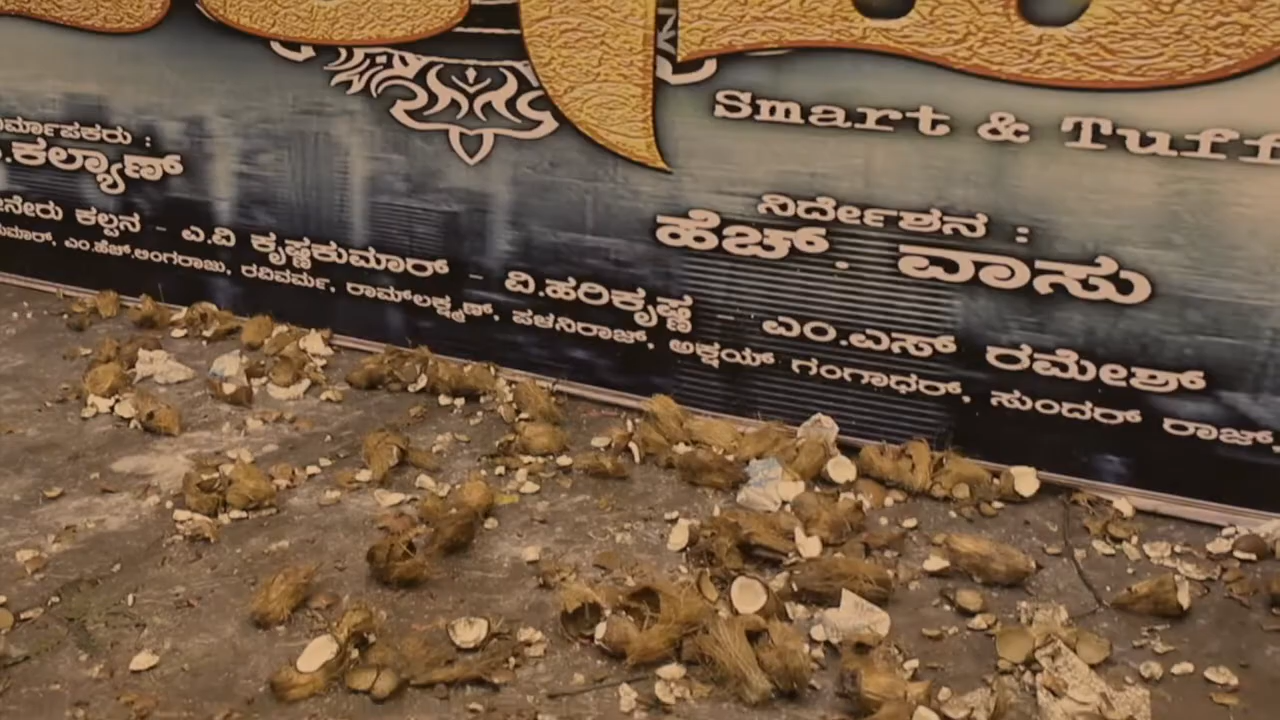 Smart & Tuff
ನಿರ್ದೇಶನ :
ಹೆಚ್. ವಾಸು
ಕಲ್ಯಾಣ್
ಕಲ್ಪನ - ಎ.ವಿ ಕೃಷ್ಣಕುಮಾರ್ - ವಿ.ಹರಿಕೃಷ್ಣ - ಎಂ.ಎಸ್ ರಮೇಶ್
ಎಂ.ಹೆಚ್.ಲಿಂಗರಾಜು, ರವಿವರ್ಮ, ರಾಮ್‌ಲಕ್ಷ್ಮಣ್, ಪಳನಿರಾಜ್, ಅಕ್ಷಯ್ ಗಂಗಾಧರ್, ಸುಂದರ್ ರಾಜ್